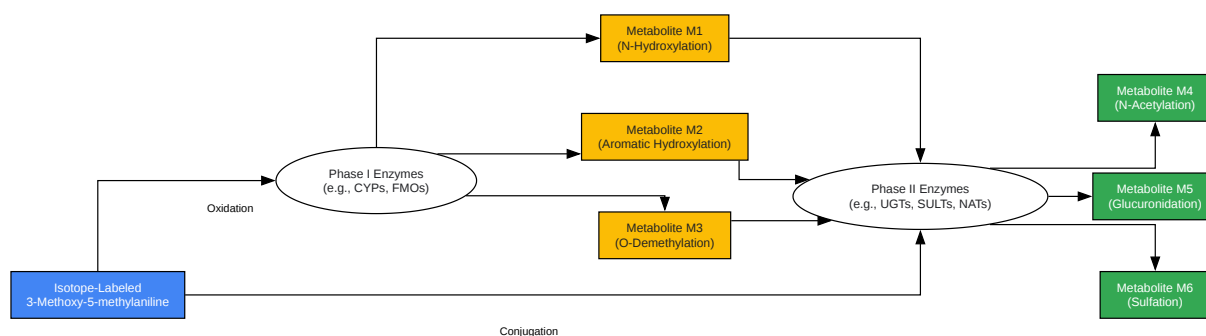 Metabolite M1
(N-Hydroxylation)
Metabolite M4
(N-Acetylation)
Metabolite M2
(Aromatic Hydroxylation)
Phase I Enzymes
(e.g., CYPs, FMOs)
Phase II Enzymes
(e.g., UGTs, SULTs, NATs)
Metabolite M5
(Glucuronidation)
Oxidation
Metabolite M3
(O-Demethylation)
Isotope-Labeled
3-Methoxy-5-methylaniline
Metabolite M6
(Sulfation)
Conjugation